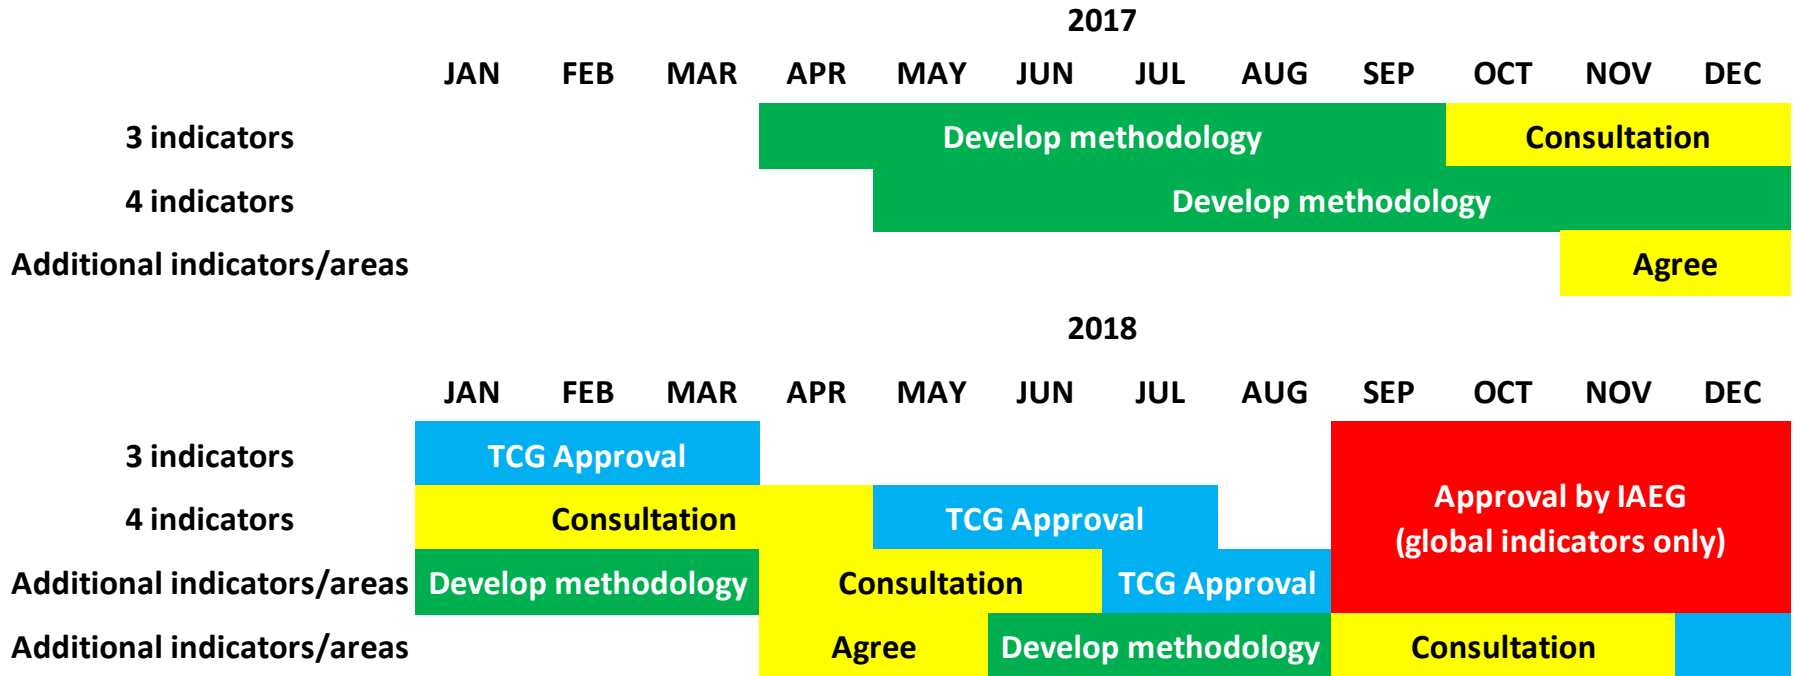 2017
JAN FEB MAR APR MAY JUN JUL AUG SEP OCT NOV DEC
3 indicators Develop methodology Consultation
4 indicators Develop methodology
Additional indicators/areas Agree
2018
JAN FEB MAR APR MAY JUN JUL AUG SEP OCT NOV DEC
3 indicators TCG Approval
4 indicators Consultation TCG Approval
Approval by IAEG
(global indicators only)
Additional indicators/areas Develop methodology Consultation TCG Approval
Additional indicators/areas Agree Develop methodology Consultation